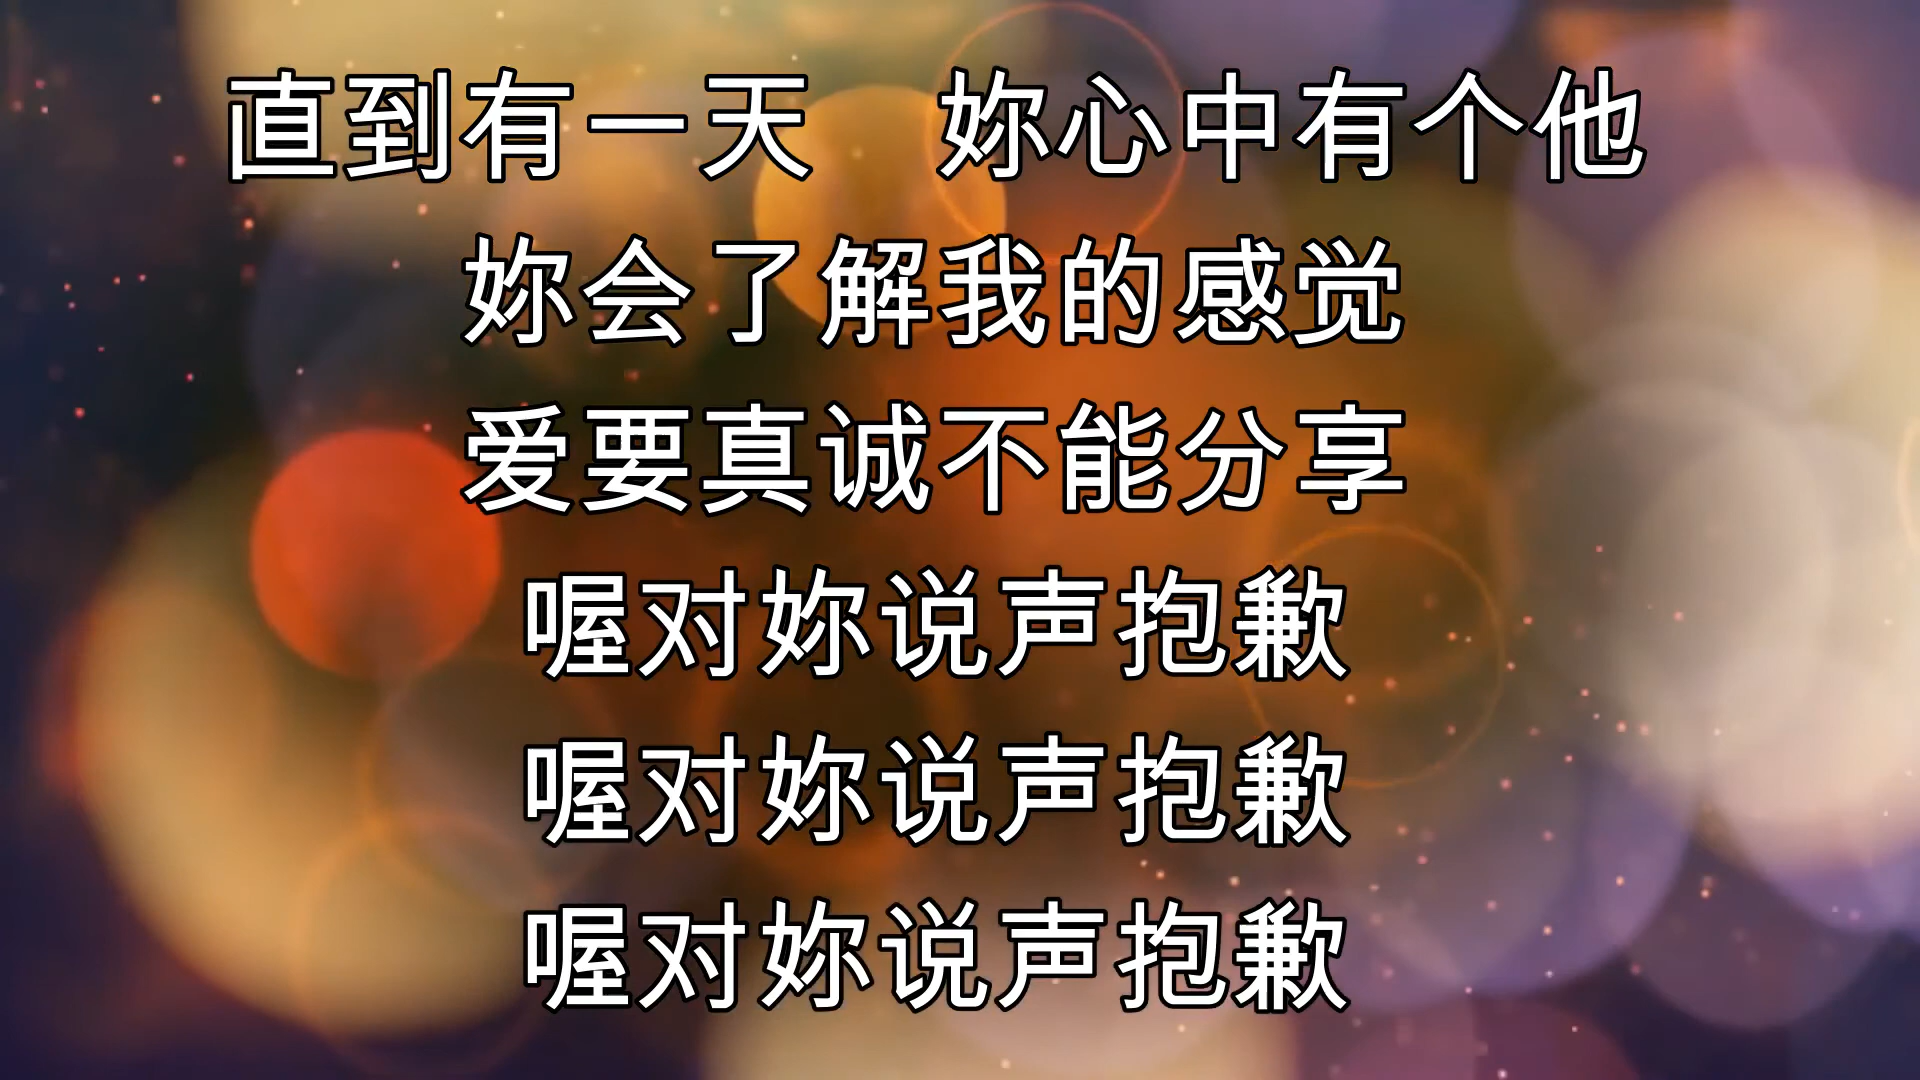 直到有一天　妳心中有个他
妳会了解我的感觉
爱要真诚不能分享
喔对妳说声抱歉
喔对妳说声抱歉
喔对妳说声抱歉